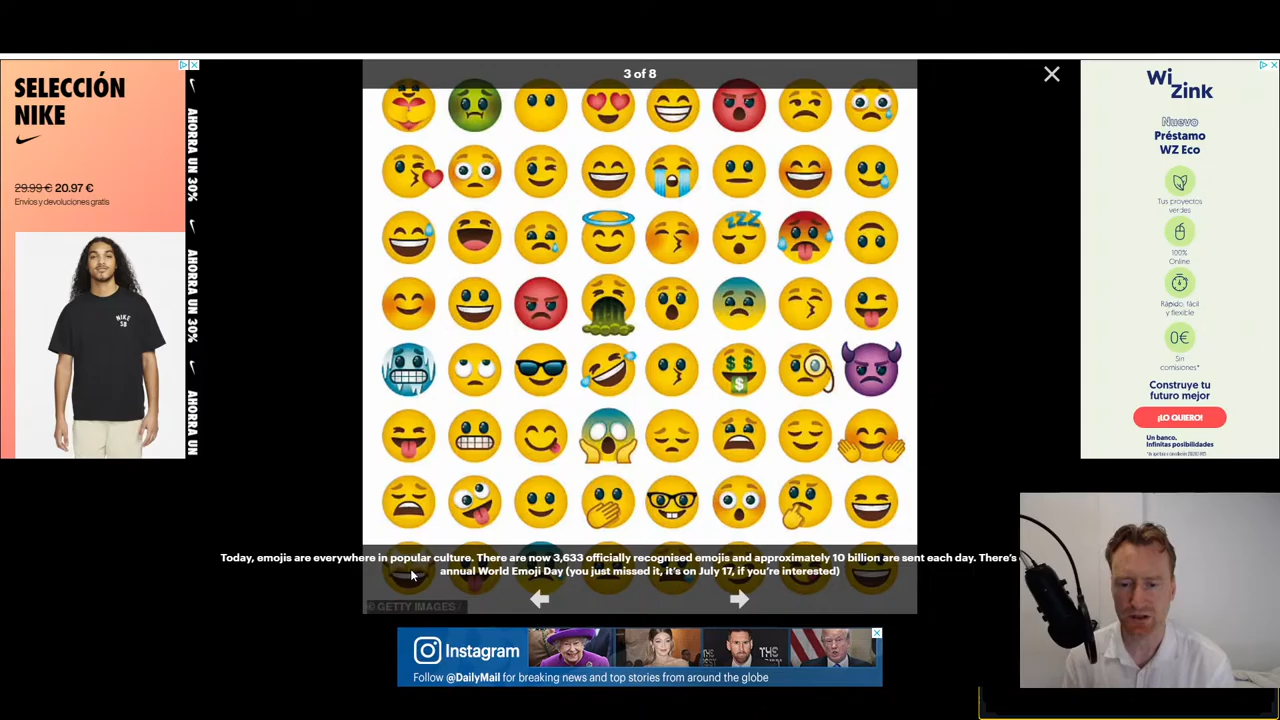 3 of 8
SELECCIÓN
NIKE
29.99 € 20.97 €
Envíos y devoluciones gratis
AHORRA UN 30%
AHORRA UN 30%
AHORRA UN
NIKE
SB
Wi
Zink
Nuevo
Préstamo
WZ Eco
Tus proyectos
verdes
100%
Online
Rápido, fácil
y flexible
0€
Sin
comisiones*
Construye tu
futuro mejor
¡LO QUIERO!
Un banco.
Infinitas posibilidades
ZZZ
$ $
$
Today, emojis are everywhere in popular culture. There are now 3,633 officially recognised emojis and approximately 10 billion are sent each day. There's
annual World Emoji Day (you just missed it, it's on July 17, if you're interested)
© GETTY IMAGES /
Instagram
THE
THE
Follow @DailyMail for breaking news and top stories from around the globe